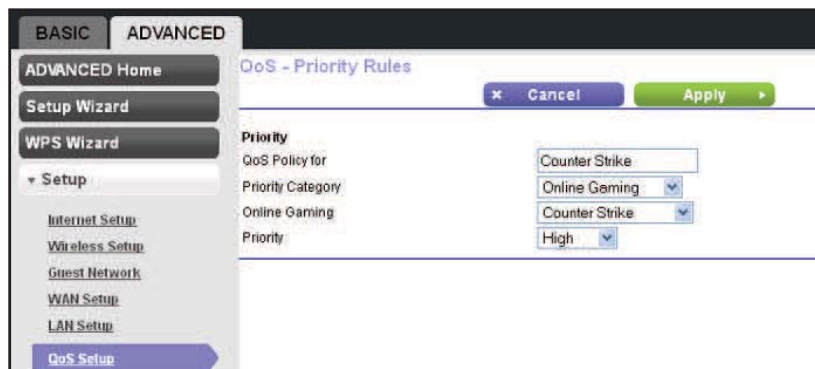 BASIC ADVANCED
ADVANCED Home
Setup Wizard
WPS Wizard
Setup
Internet Setup
Wireless Setup
Guest Network
WAN Setup
LAN Setup
QoS Setup
QoS - Priority Rules
× Cancel Apply
Priority
QoS Policy for Counter Strike
Priority Category Online Gaming
Online Gaming Counter Strike
Priority High